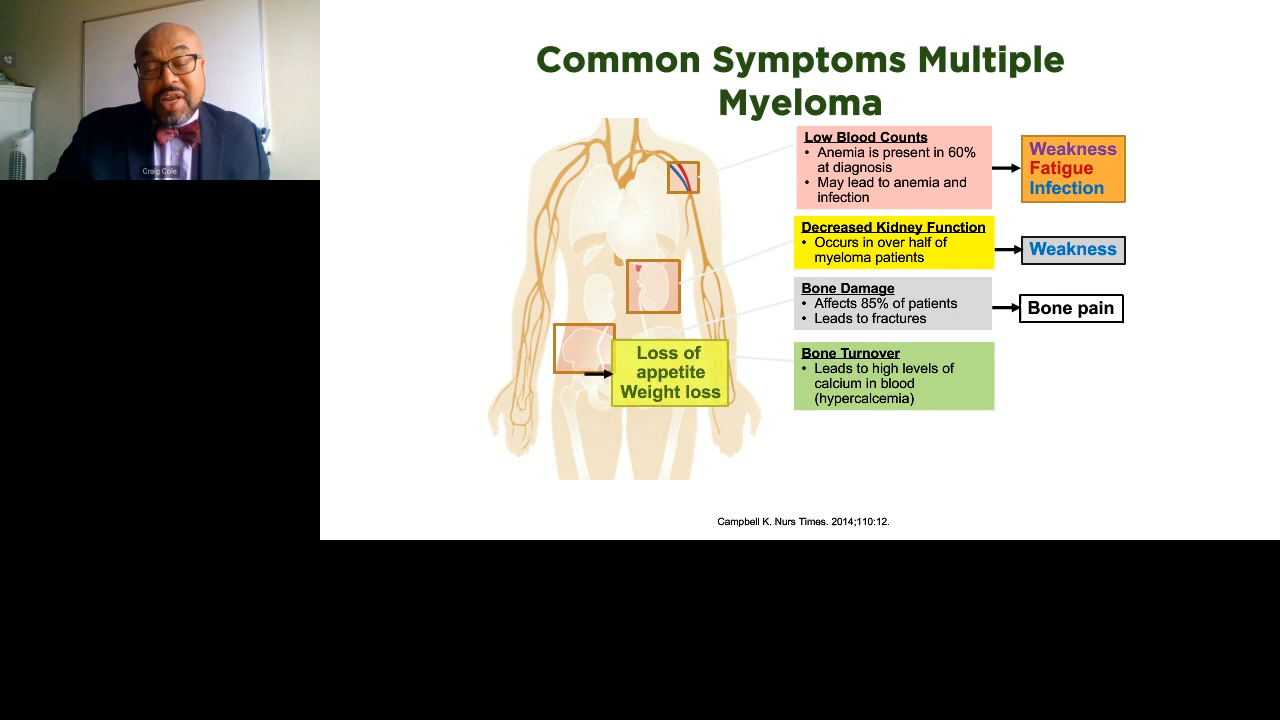 Craig Cole
Common Symptoms Multiple
Myeloma
Low Blood Counts
• Anemia is present in 60%
at diagnosis
• May lead to anemia and
infection
Weakness
Fatigue
Infection
Decreased Kidney Function
• Occurs in over half of
myeloma patients
Weakness
Bone Damage
• Affects 85% of patients
• Leads to fractures
Bone pain
Bone Turnover
• Leads to high levels of
calcium in blood
(hypercalcemia)
Loss of
appetite
Weight loss
Campbell K. Nurs Times. 2014;110:12.